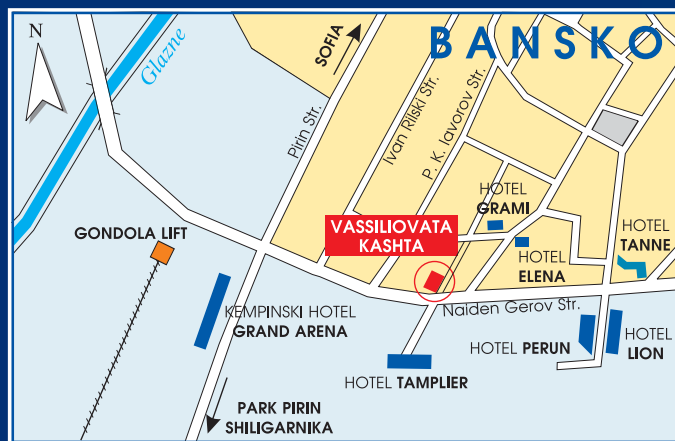 N
BANSKO
Glazne
SOFIA
Pirin Str.
Ivan Rilski Str.
P. K. Iavorov Str.
HOTEL
GRAMI
VASSILIOVATA
KASHTA
HOTEL
TANNE
GONDOLA LIFT
HOTEL
ELENA
KEMPINSKI HOTEL
GRAND ARENA
Naiden Gerov Str.
HOTEL PERUN
HOTEL
LION
HOTEL TAMPLIER
PARK PIRIN
SHILIGARNIKA